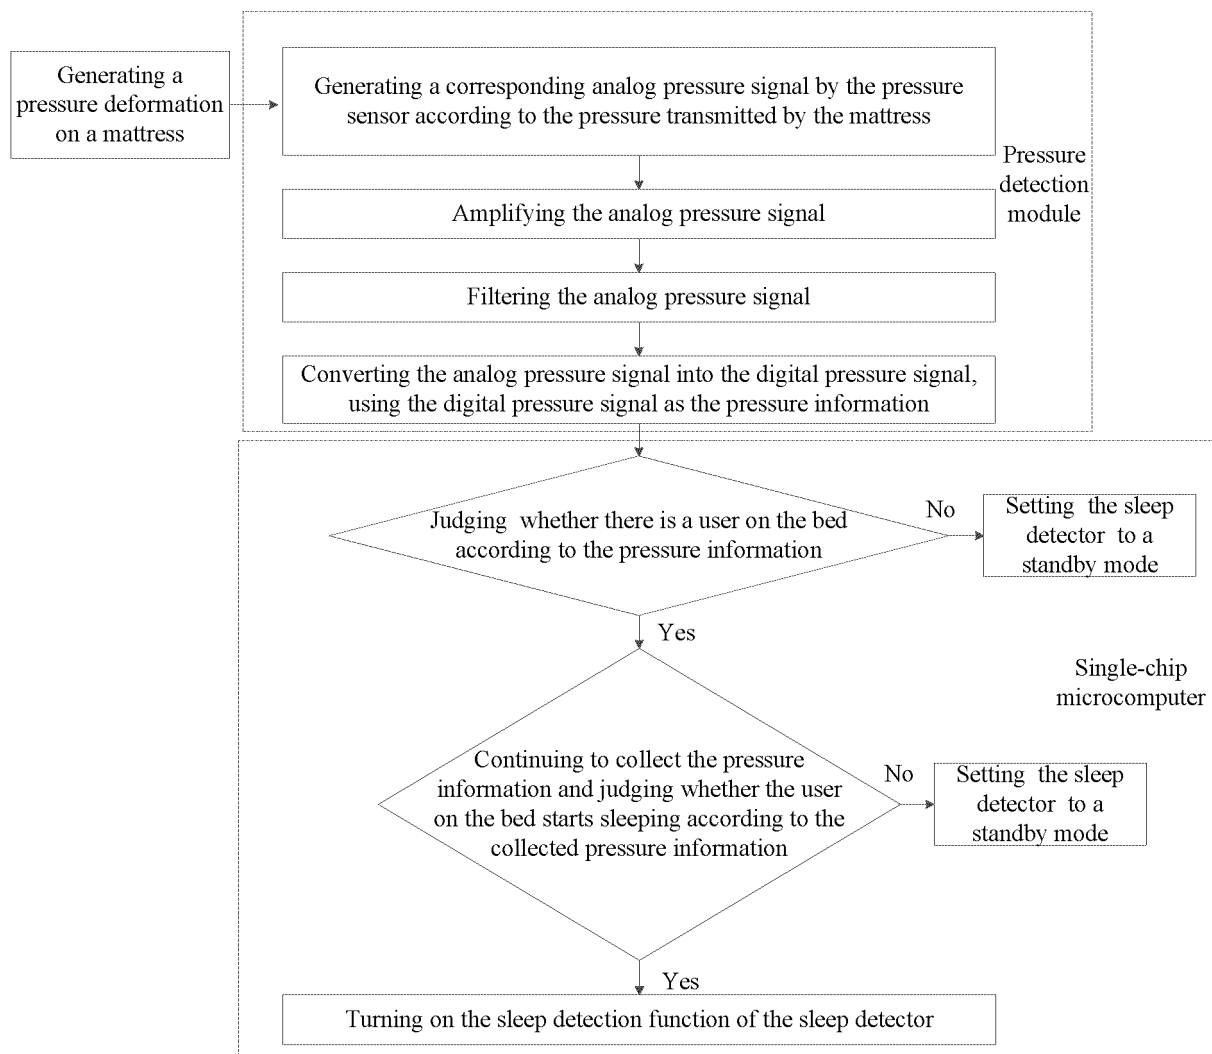 Generating a
pressure deformation
on a mattress
Generating a corresponding analog pressure signal by the pressure
sensor according to the pressure transmitted by the mattress
Pressure
detection
module
Amplifying the analog pressure signal
Filtering the analog pressure signal
Converting the analog pressure signal into the digital pressure signal,
using the digital pressure signal as the pressure information
Judging whether there is a user on the bed
according to the pressure information
No
Setting the sleep
detector to a
standby mode
Yes
Single-chip
microcomputer
Continuing to collect the pressure
information and judging whether the user
on the bed starts sleeping according to the
collected pressure information
No
Setting the sleep
detector to a
standby mode
Yes
Turning on the sleep detection function of the sleep detector